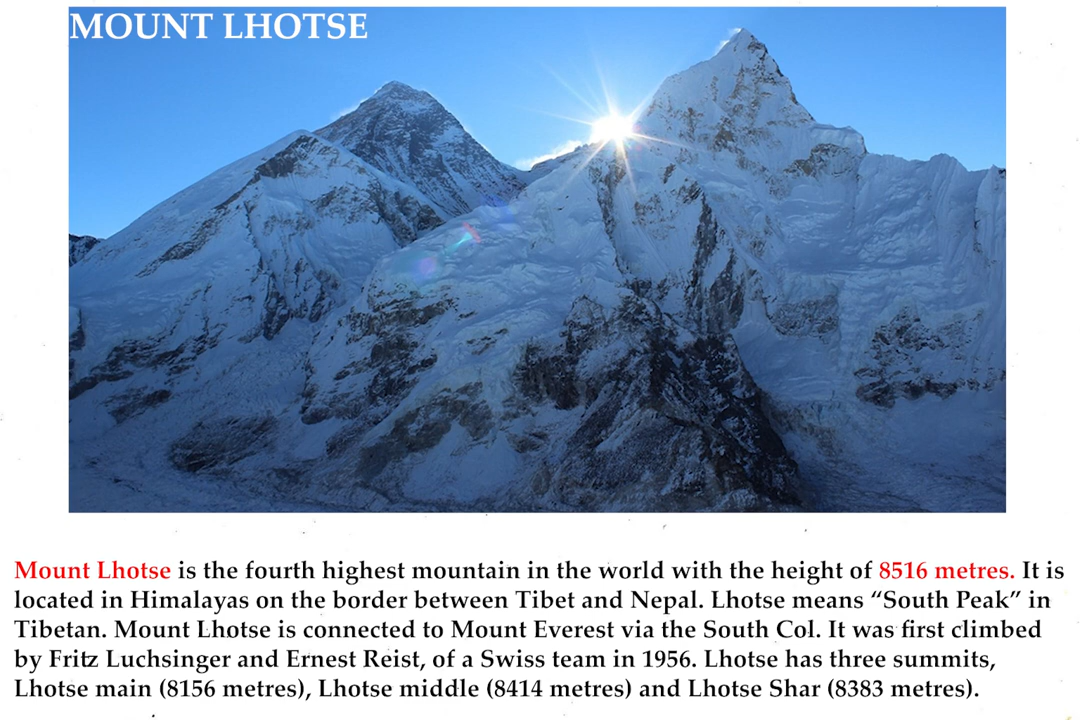 MOUNT LHOTSE
Mount Lhotse is the fourth highest mountain in the world with the height of 8516 metres. It is
located in Himalayas on the border between Tibet and Nepal. Lhotse means “South Peak” in
Tibetan. Mount Lhotse is connected to Mount Everest via the South Col. It was first climbed
by Fritz Luchsinger and Ernest Reist, of a Swiss team in 1956. Lhotse has three summits,
Lhotse main (8156 metres), Lhotse middle (8414 metres) and Lhotse Shar (8383 metres).